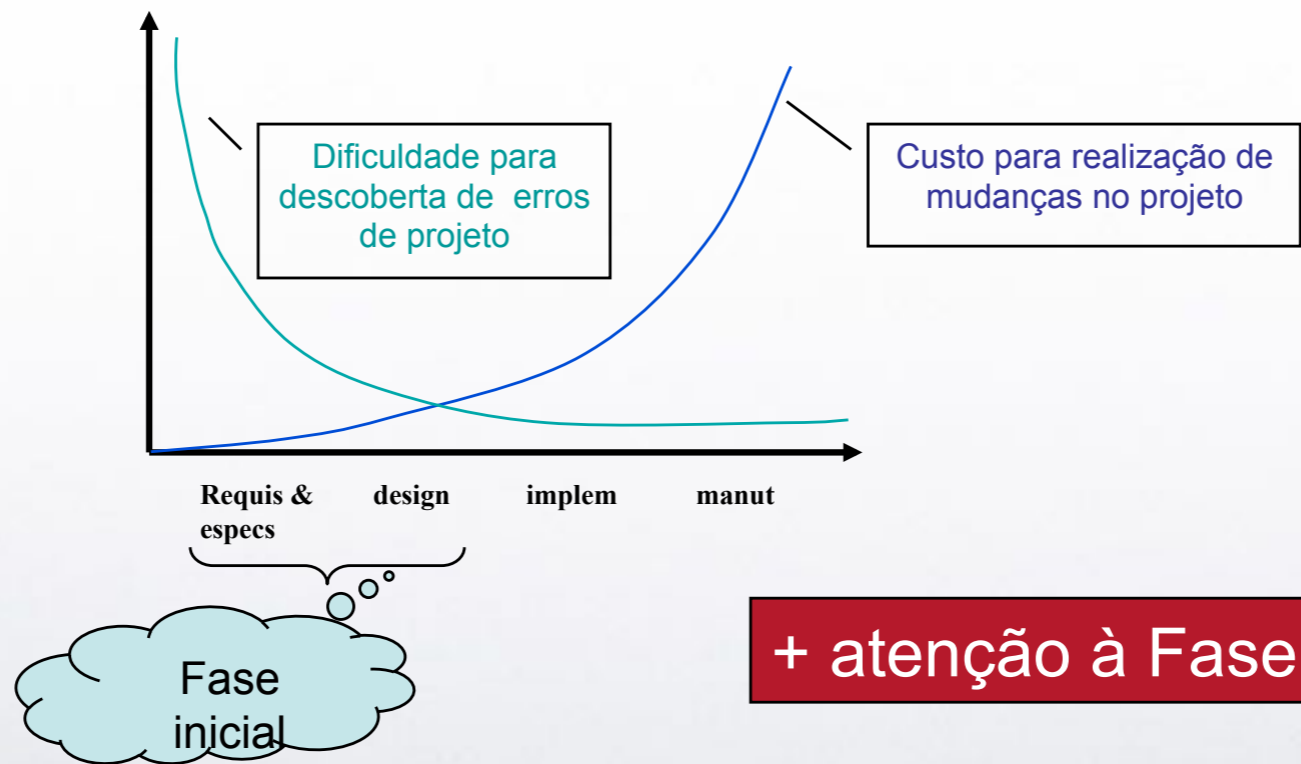 Dificuldade para
descoberta de erros
de projeto
Custo para realização de
mudanças no projeto
Requis &
especs
design
implem
manut
Fase
inicial
+ atenção à Fase